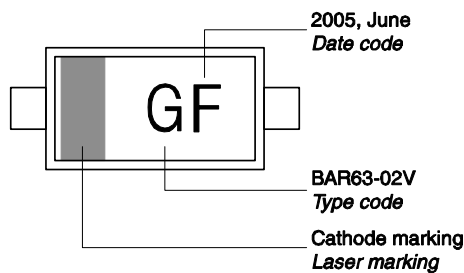 2005, June
Date code
GF
BAR63-02V
Type code
Cathode marking
Laser marking